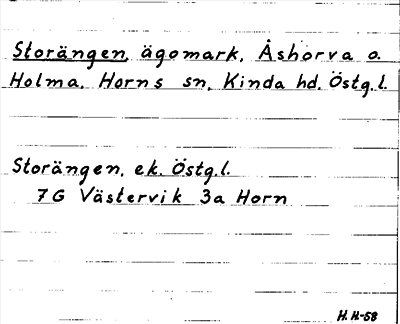 Storängen, ägomark, Åshorva o.
Holma. Horns sn, Kinda hd. Östg.l.
Storängen, ek. Östg.l.
7G Västervik 3a Horn
H.H.-58